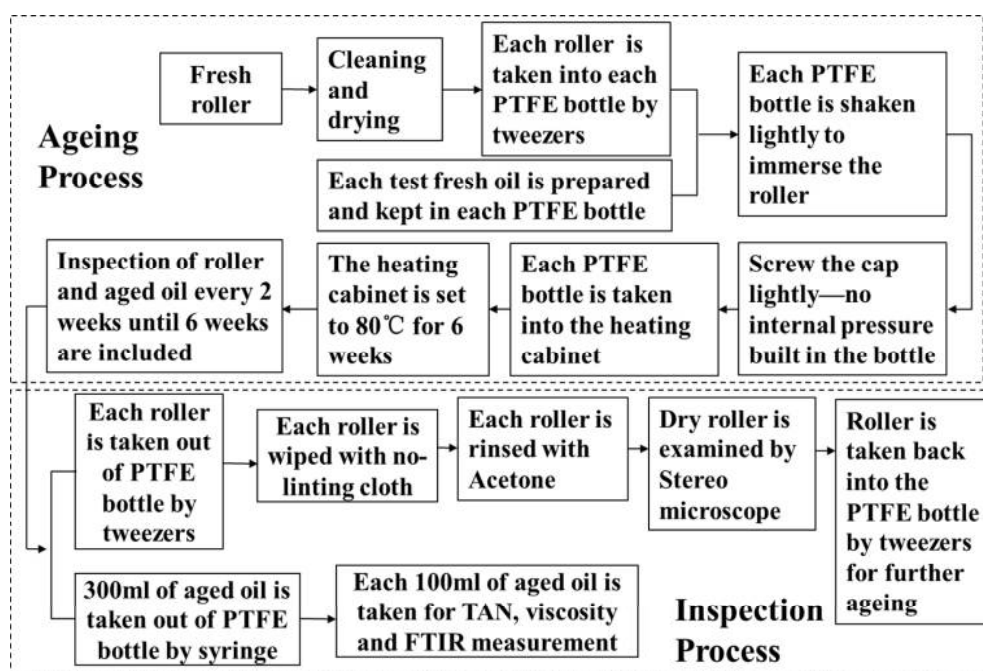 Fresh
roller
Cleaning
and
drying
Each roller is
taken into each
PTFE bottle by
tweezers
Each PTFE
bottle is shaken
lightly to
immerse the
roller
Ageing
Process
Each test fresh oil is prepared
and kept in each PTFE bottle
Inspection of roller
and aged oil every 2
weeks until 6 weeks
are included
The heating
cabinet is set
to 80℃ for 6
weeks
Each PTFE
bottle is taken
into the heating
cabinet
Screw the cap
lightly—no
internal pressure
built in the bottle
Each roller
is taken out
of PTFE
bottle by
tweezers
Each roller is
wiped with no-
linting cloth
Each roller is
rinsed with
Acetone
Dry roller is
examined by
Stereo
microscope
Roller is
taken back
into the
PTFE bottle
by tweezers
for further
ageing
300ml of aged oil is
taken out of PTFE
bottle by syringe
Each 100ml of aged oil is
taken for TAN, viscosity
and FTIR measurement
Inspection
Process